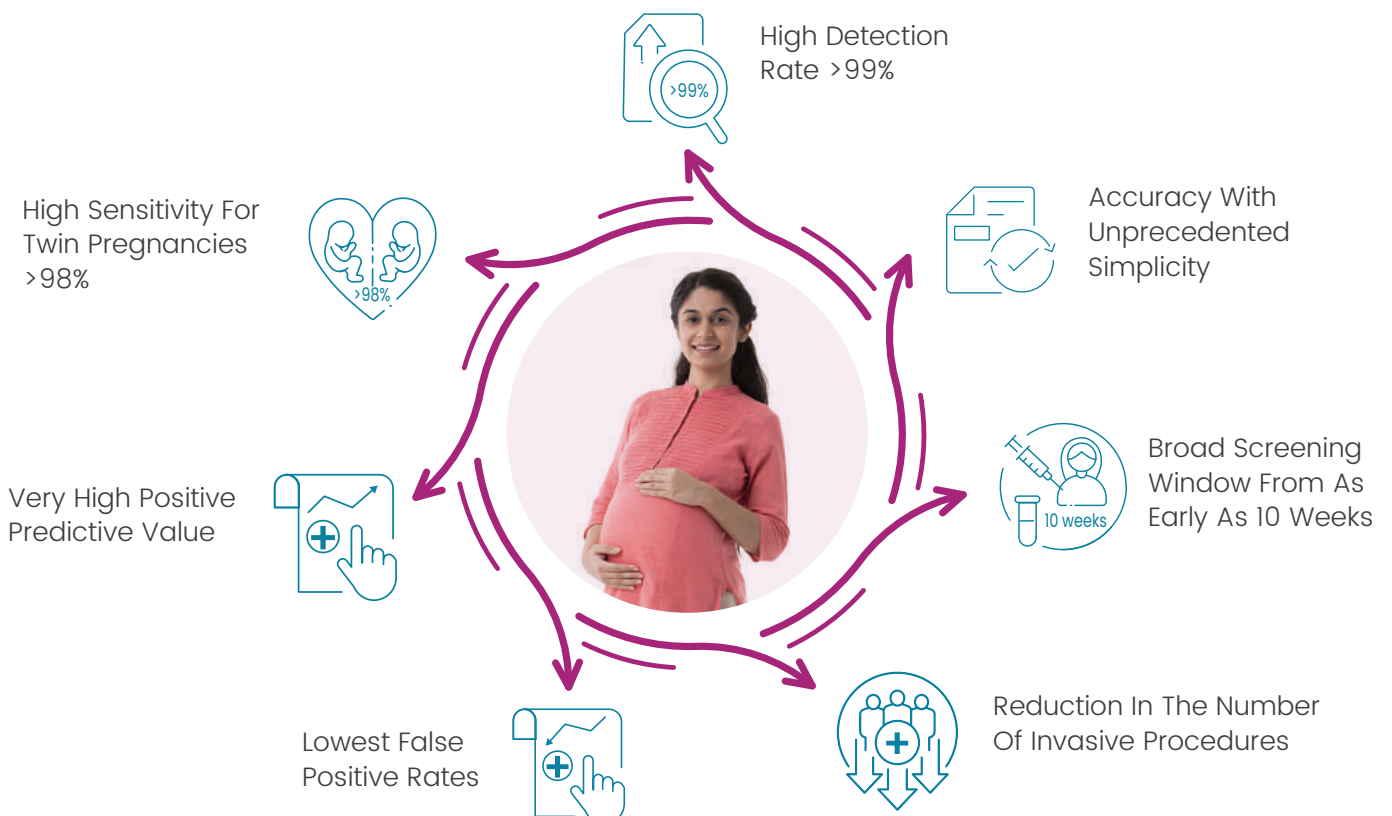 High Detection
Rate >99%
>99%
High Sensitivity For
Twin Pregnancies
>98%
>98%
Accuracy With
Unprecedented
Simplicity
Broad Screening
Window From As
Early As 10 Weeks
10 weeks
Very High Positive
Predictive Value
Reduction In The Number
Of Invasive Procedures
Lowest False
Positive Rates